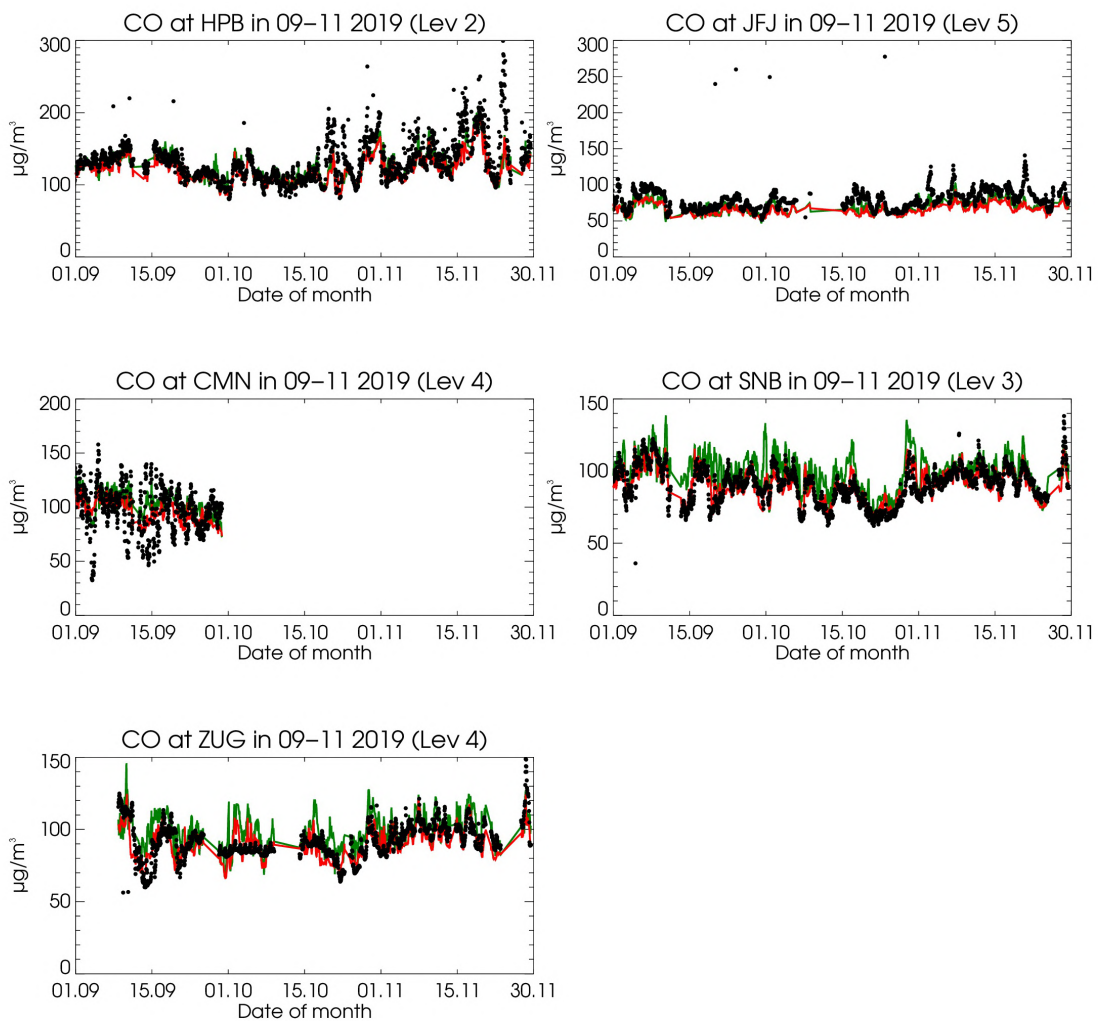 CO at HPB in 09–11 2019 (Lev 2)
300
250
200
150
100
50
0
µg/m³
01.09 15.09 01.10 15.10 01.11 15.11 30.11
Date of month
CO at JFJ in 09–11 2019 (Lev 5)
300
250
200
150
100
50
0
µg/m³
01.09 15.09 01.10 15.10 01.11 15.11 30.11
Date of month
CO at CMN in 09–11 2019 (Lev 4)
200
150
100
50
0
µg/m³
01.09 15.09 01.10 15.10 01.11 15.11 30.11
Date of month
CO at SNB in 09–11 2019 (Lev 3)
150
100
50
0
µg/m³
01.09 15.09 01.10 15.10 01.11 15.11 30.11
Date of month
CO at ZUG in 09–11 2019 (Lev 4)
150
100
50
0
µg/m³
01.09 15.09 01.10 15.10 01.11 15.11 30.11
Date of month